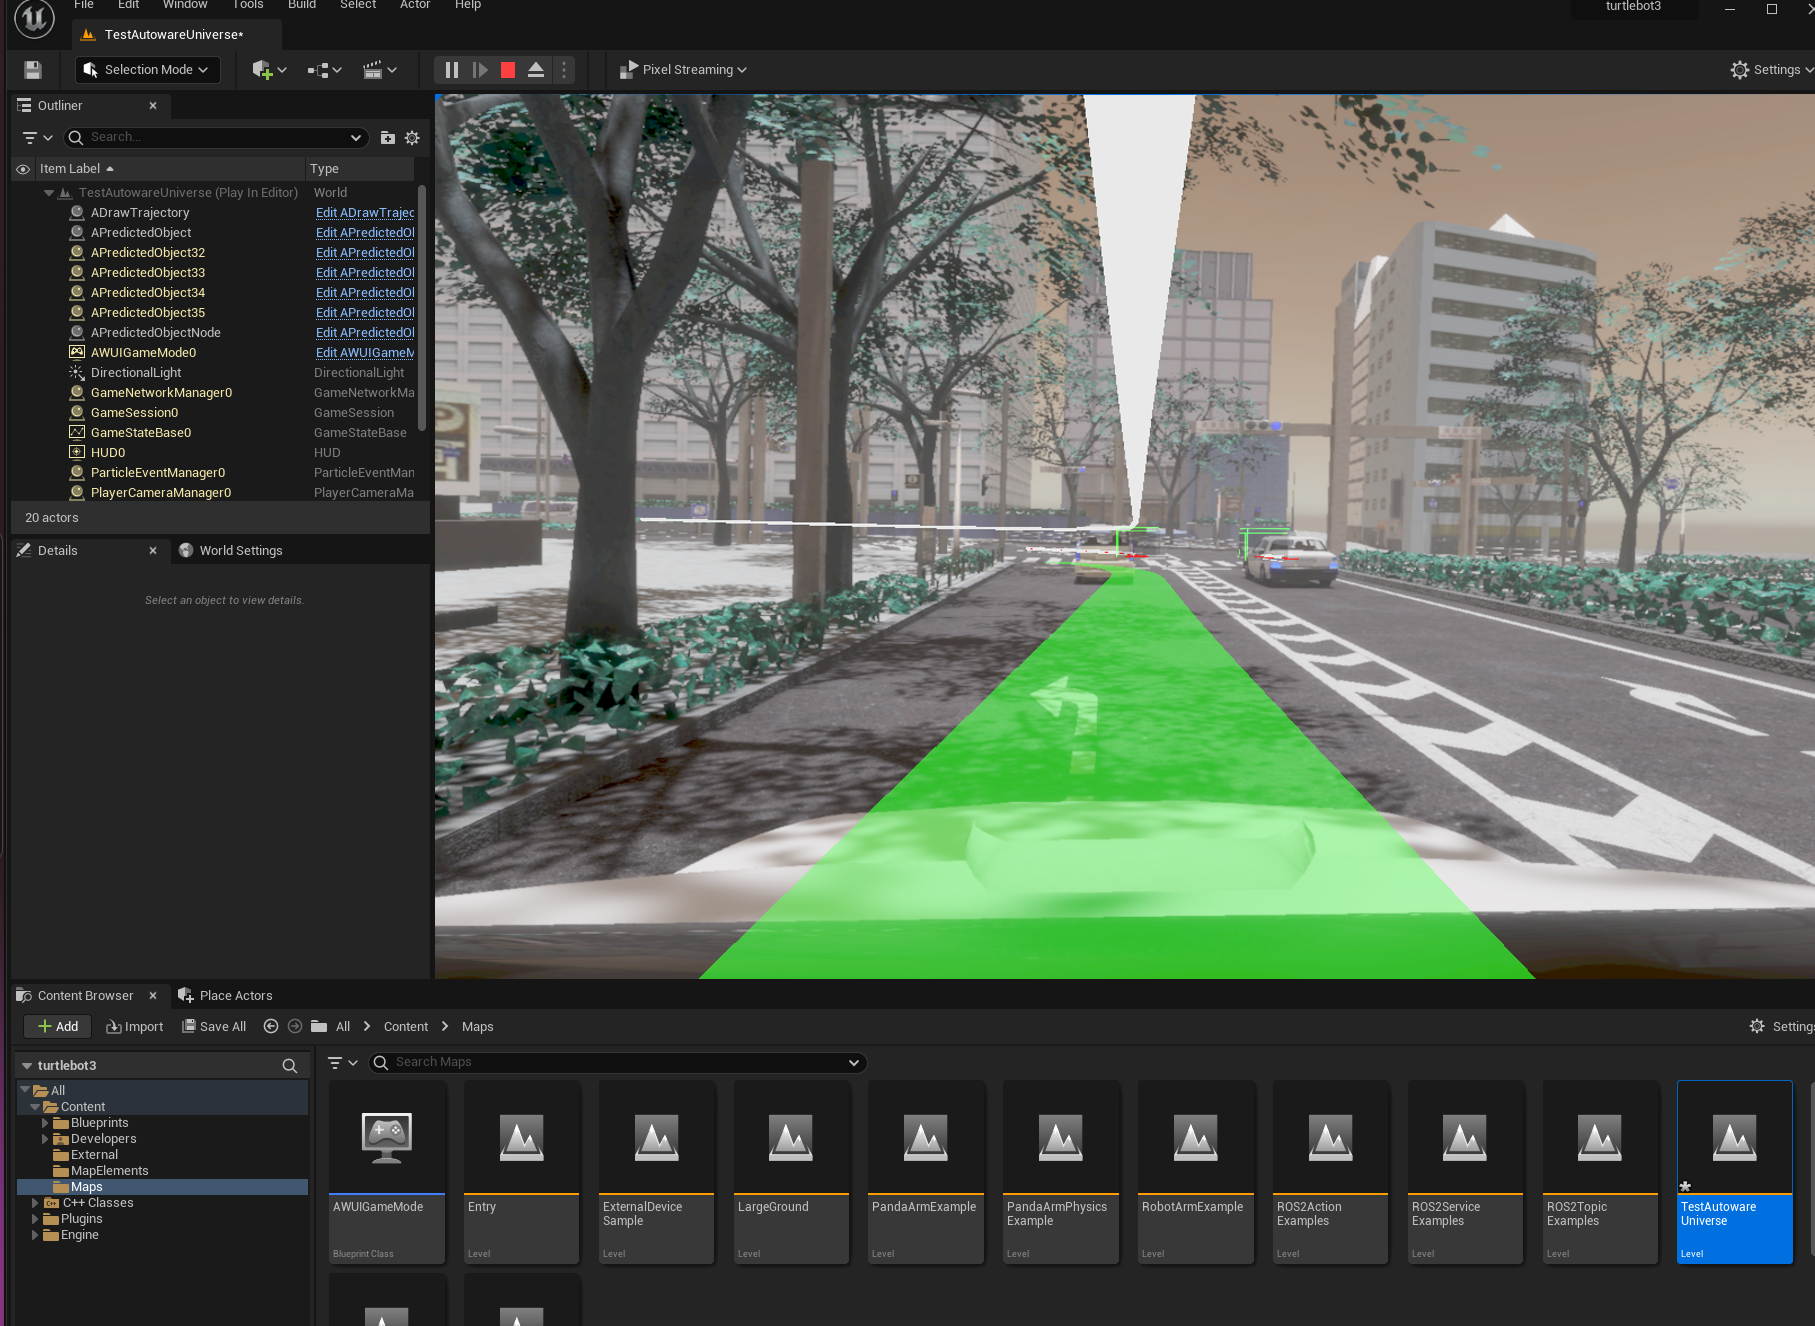 File Edit Window Tools Build Select Actor Help
turtlebot3
TestAutowareUniverse*
Selection Mode
Pixel Streaming
Settings
Outliner
Search...
Item Label
Type
TestAutowareUniverse (Play In Editor) World
ADrawTrajectory Edit ADrawTrajec
APredictedObject Edit APredictedOl
APredictedObject32 Edit APredictedOl
APredictedObject33 Edit APredictedOl
APredictedObject34 Edit APredictedOl
APredictedObject35 Edit APredictedOl
APredictedObjectNode Edit APredictedOl
AWUIGameMode0 Edit AWUIGameM
DirectionalLight DirectionalLight
GameNetworkManager0 GameNetworkMa
GameSession0 GameSession
GameStateBase0 GameStateBase
HUD0 HUD
ParticleEventManager0 ParticleEventMan
PlayerCameraManager0 PlayerCameraMa
20 actors
Details
World Settings
Select an object to view details.
Content Browser
Place Actors
Add Import Save All All Content Maps
Settings
turtlebot3
Search Maps
All
Content
Blueprints
Developers
External
MapElements
Maps
C++ Classes
Plugins
Engine
AWUIGameMode
Blueprint Class
Entry
Level
ExternalDevice
Sample
Level
LargeGround
Level
PandaArmExample
Level
PandaArmPhysics
Example
Level
RobotArmExample
Level
ROS2Action
Examples
Level
ROS2Service
Examples
Level
ROS2Topic
Examples
Level
TestAutoware
Universe
Level